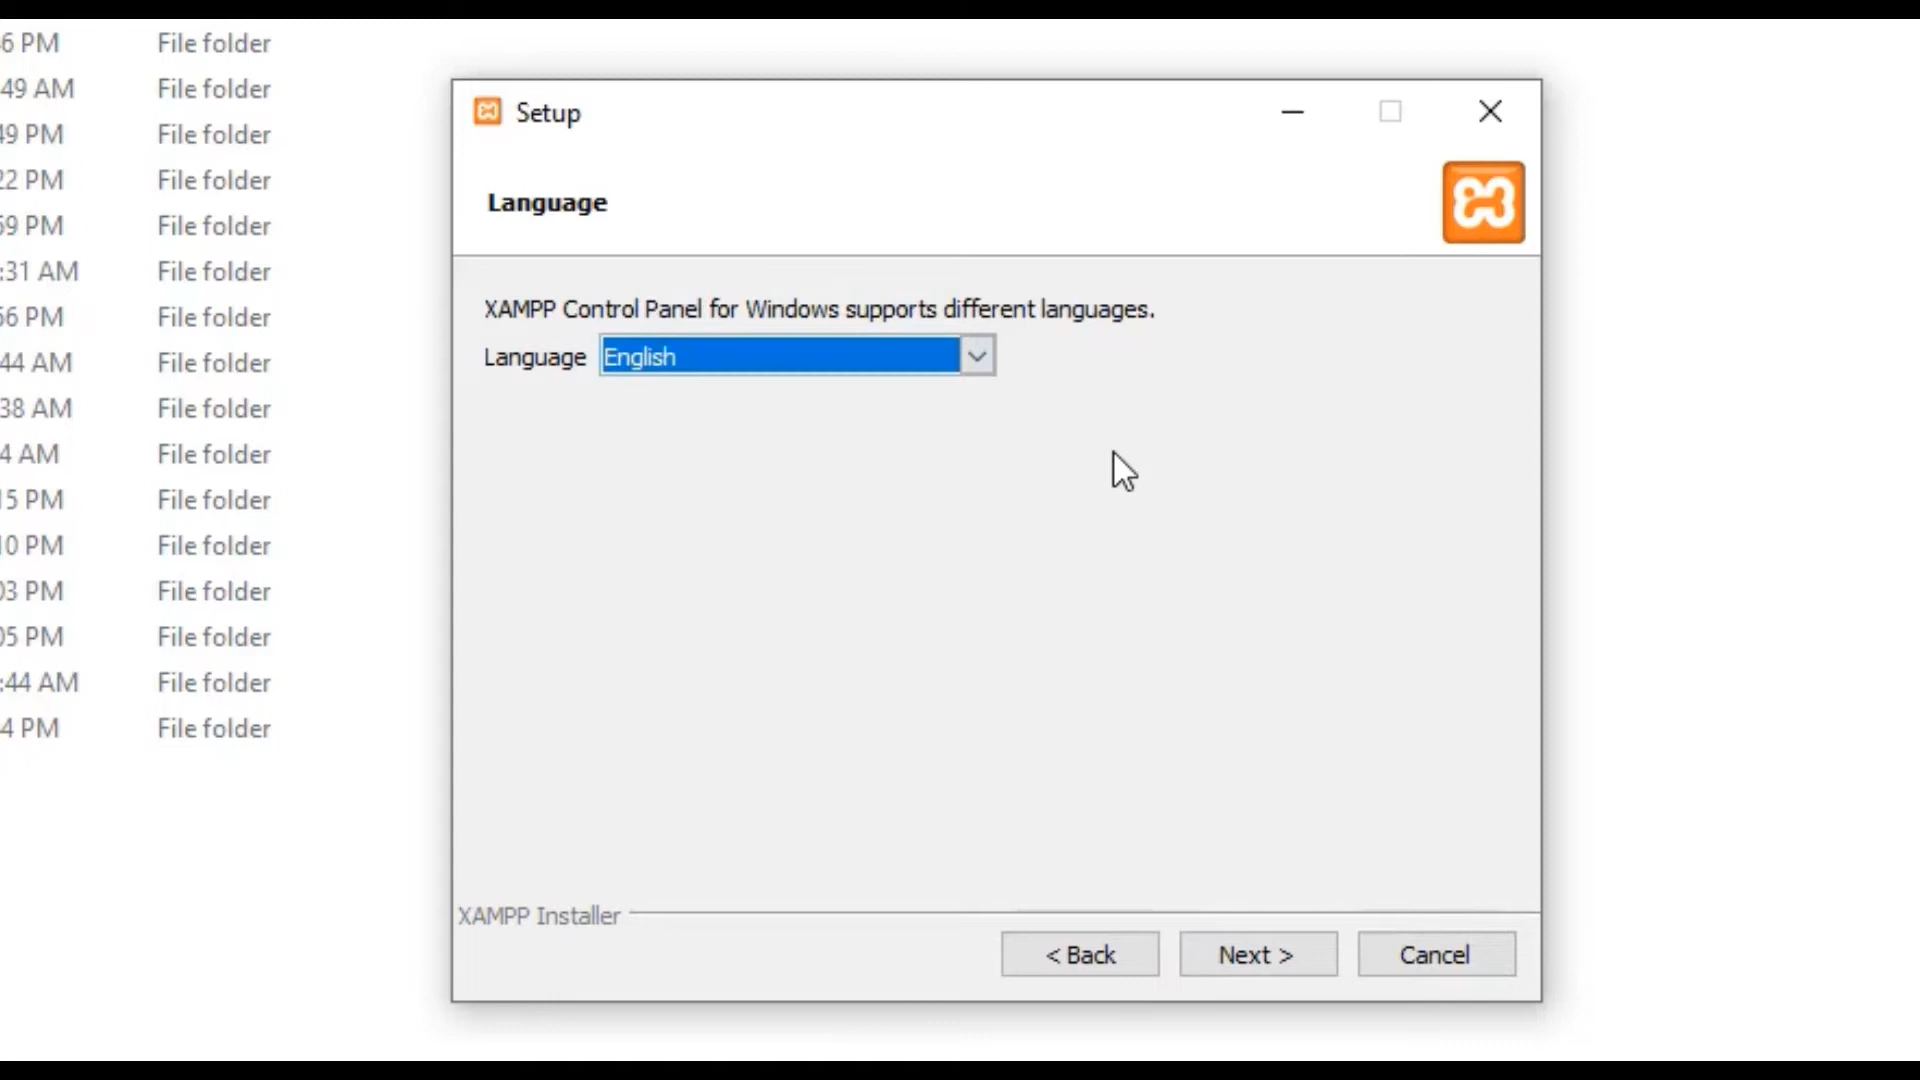 6 PM File folder
49 AM File folder
49 PM File folder
22 PM File folder
59 PM File folder
:31 AM File folder
56 PM File folder
44 AM File folder
38 AM File folder
4 AM File folder
15 PM File folder
10 PM File folder
03 PM File folder
05 PM File folder
:44 AM File folder
4 PM File folder
Setup
Language
XAMPP Control Panel for Windows supports different languages.
Language English
XAMPP Installer
< Back Next > Cancel